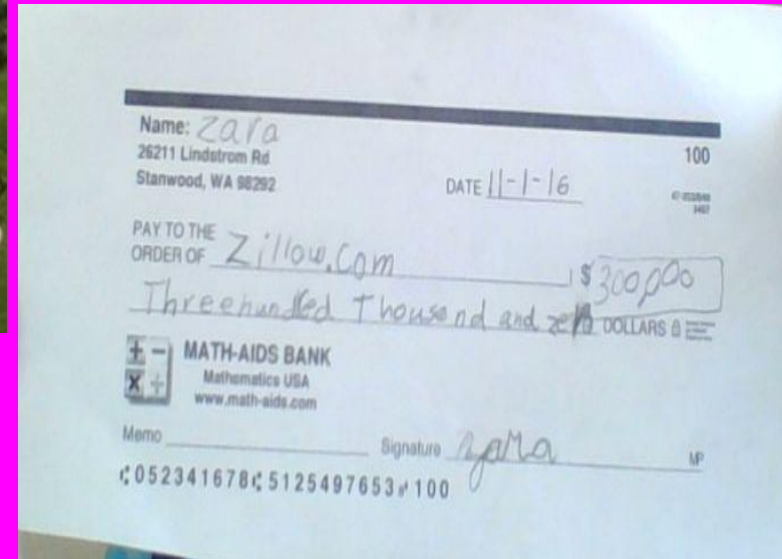 Name: Zara
26211 Lindstrom Rd
100
Stanwood, WA 98292
DATE 11-1-16
PAY TO THE
ORDER OF Zillow.com $ 300,000
Threehundred Thousand and zero DOLLARS
MATH-AIDS BANK
Mathematics USA
www.math-aids.com
Memo
Signature Zara
MP
052341678 5125497653 100